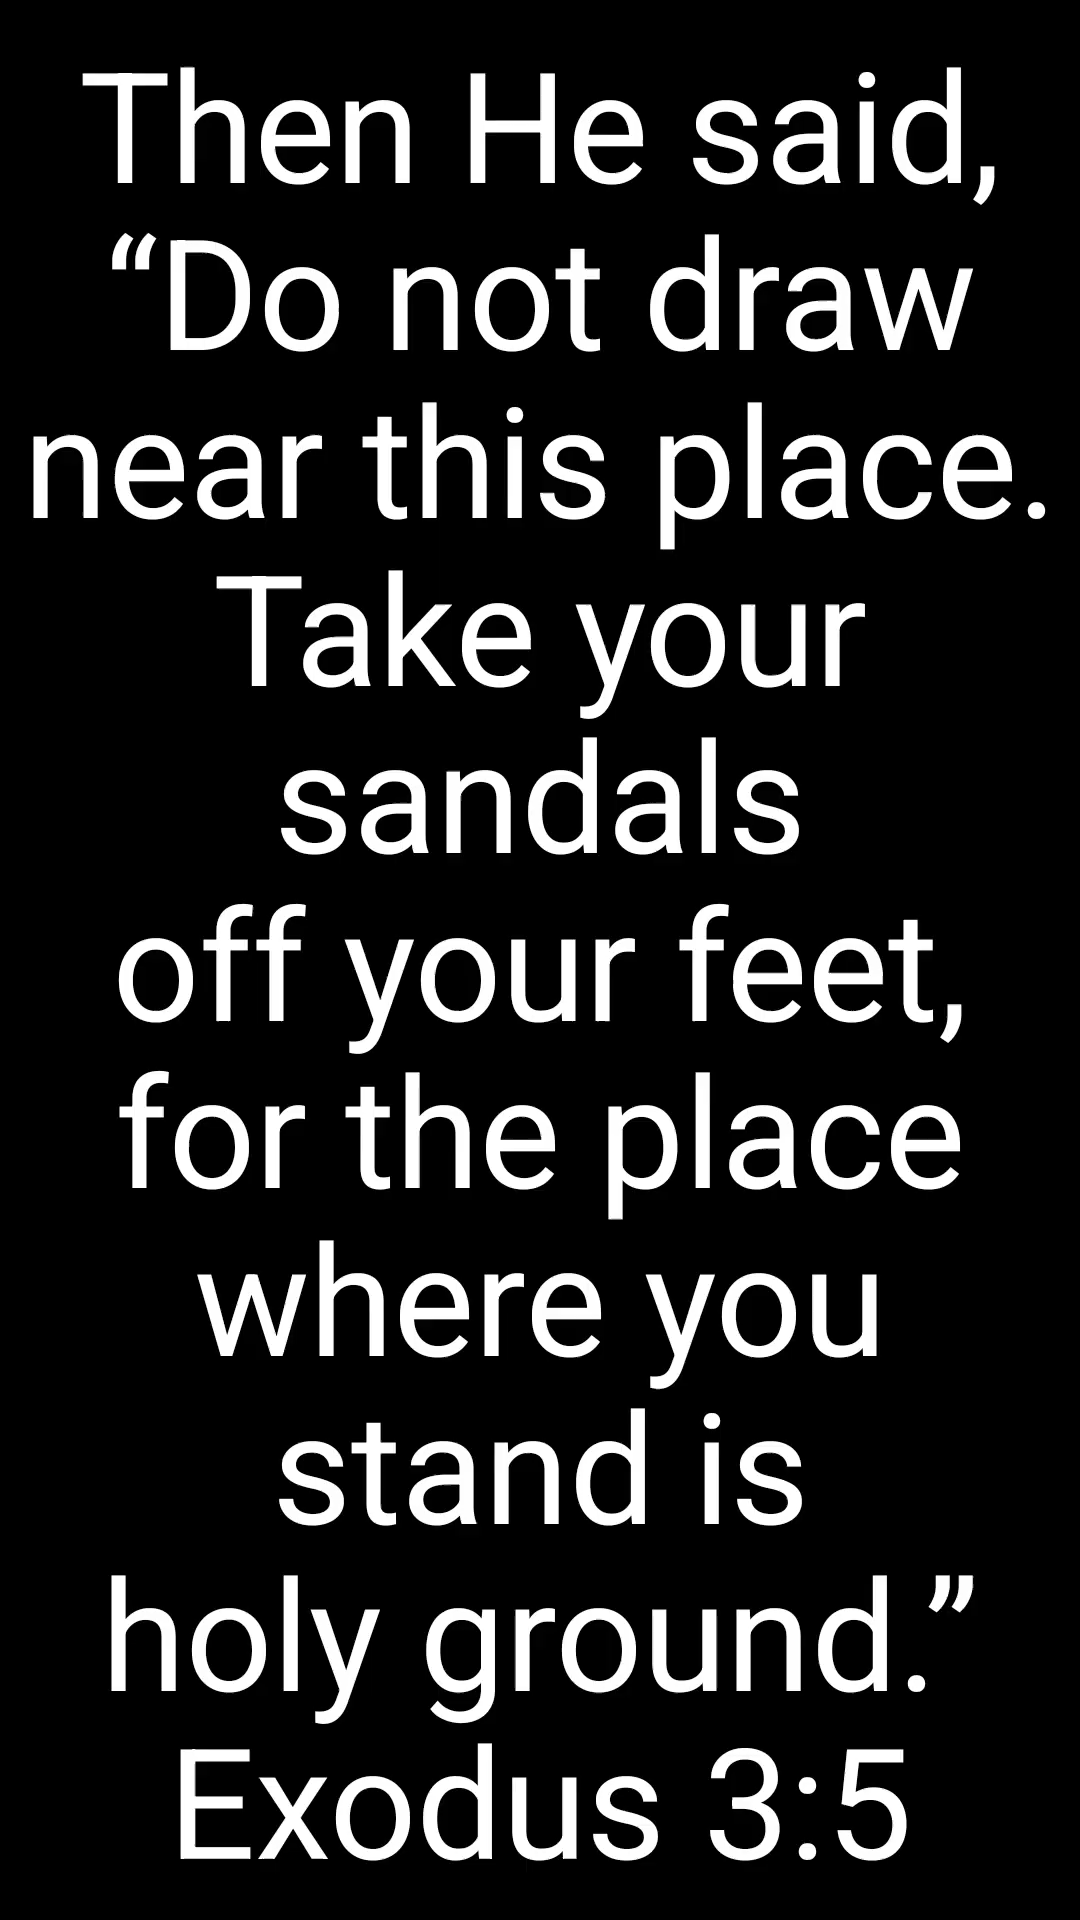 Then He said,
“Do not draw
near this place.
Take your
sandals
off your feet,
for the place
where you
stand is
holy ground.”
Exodus 3:5